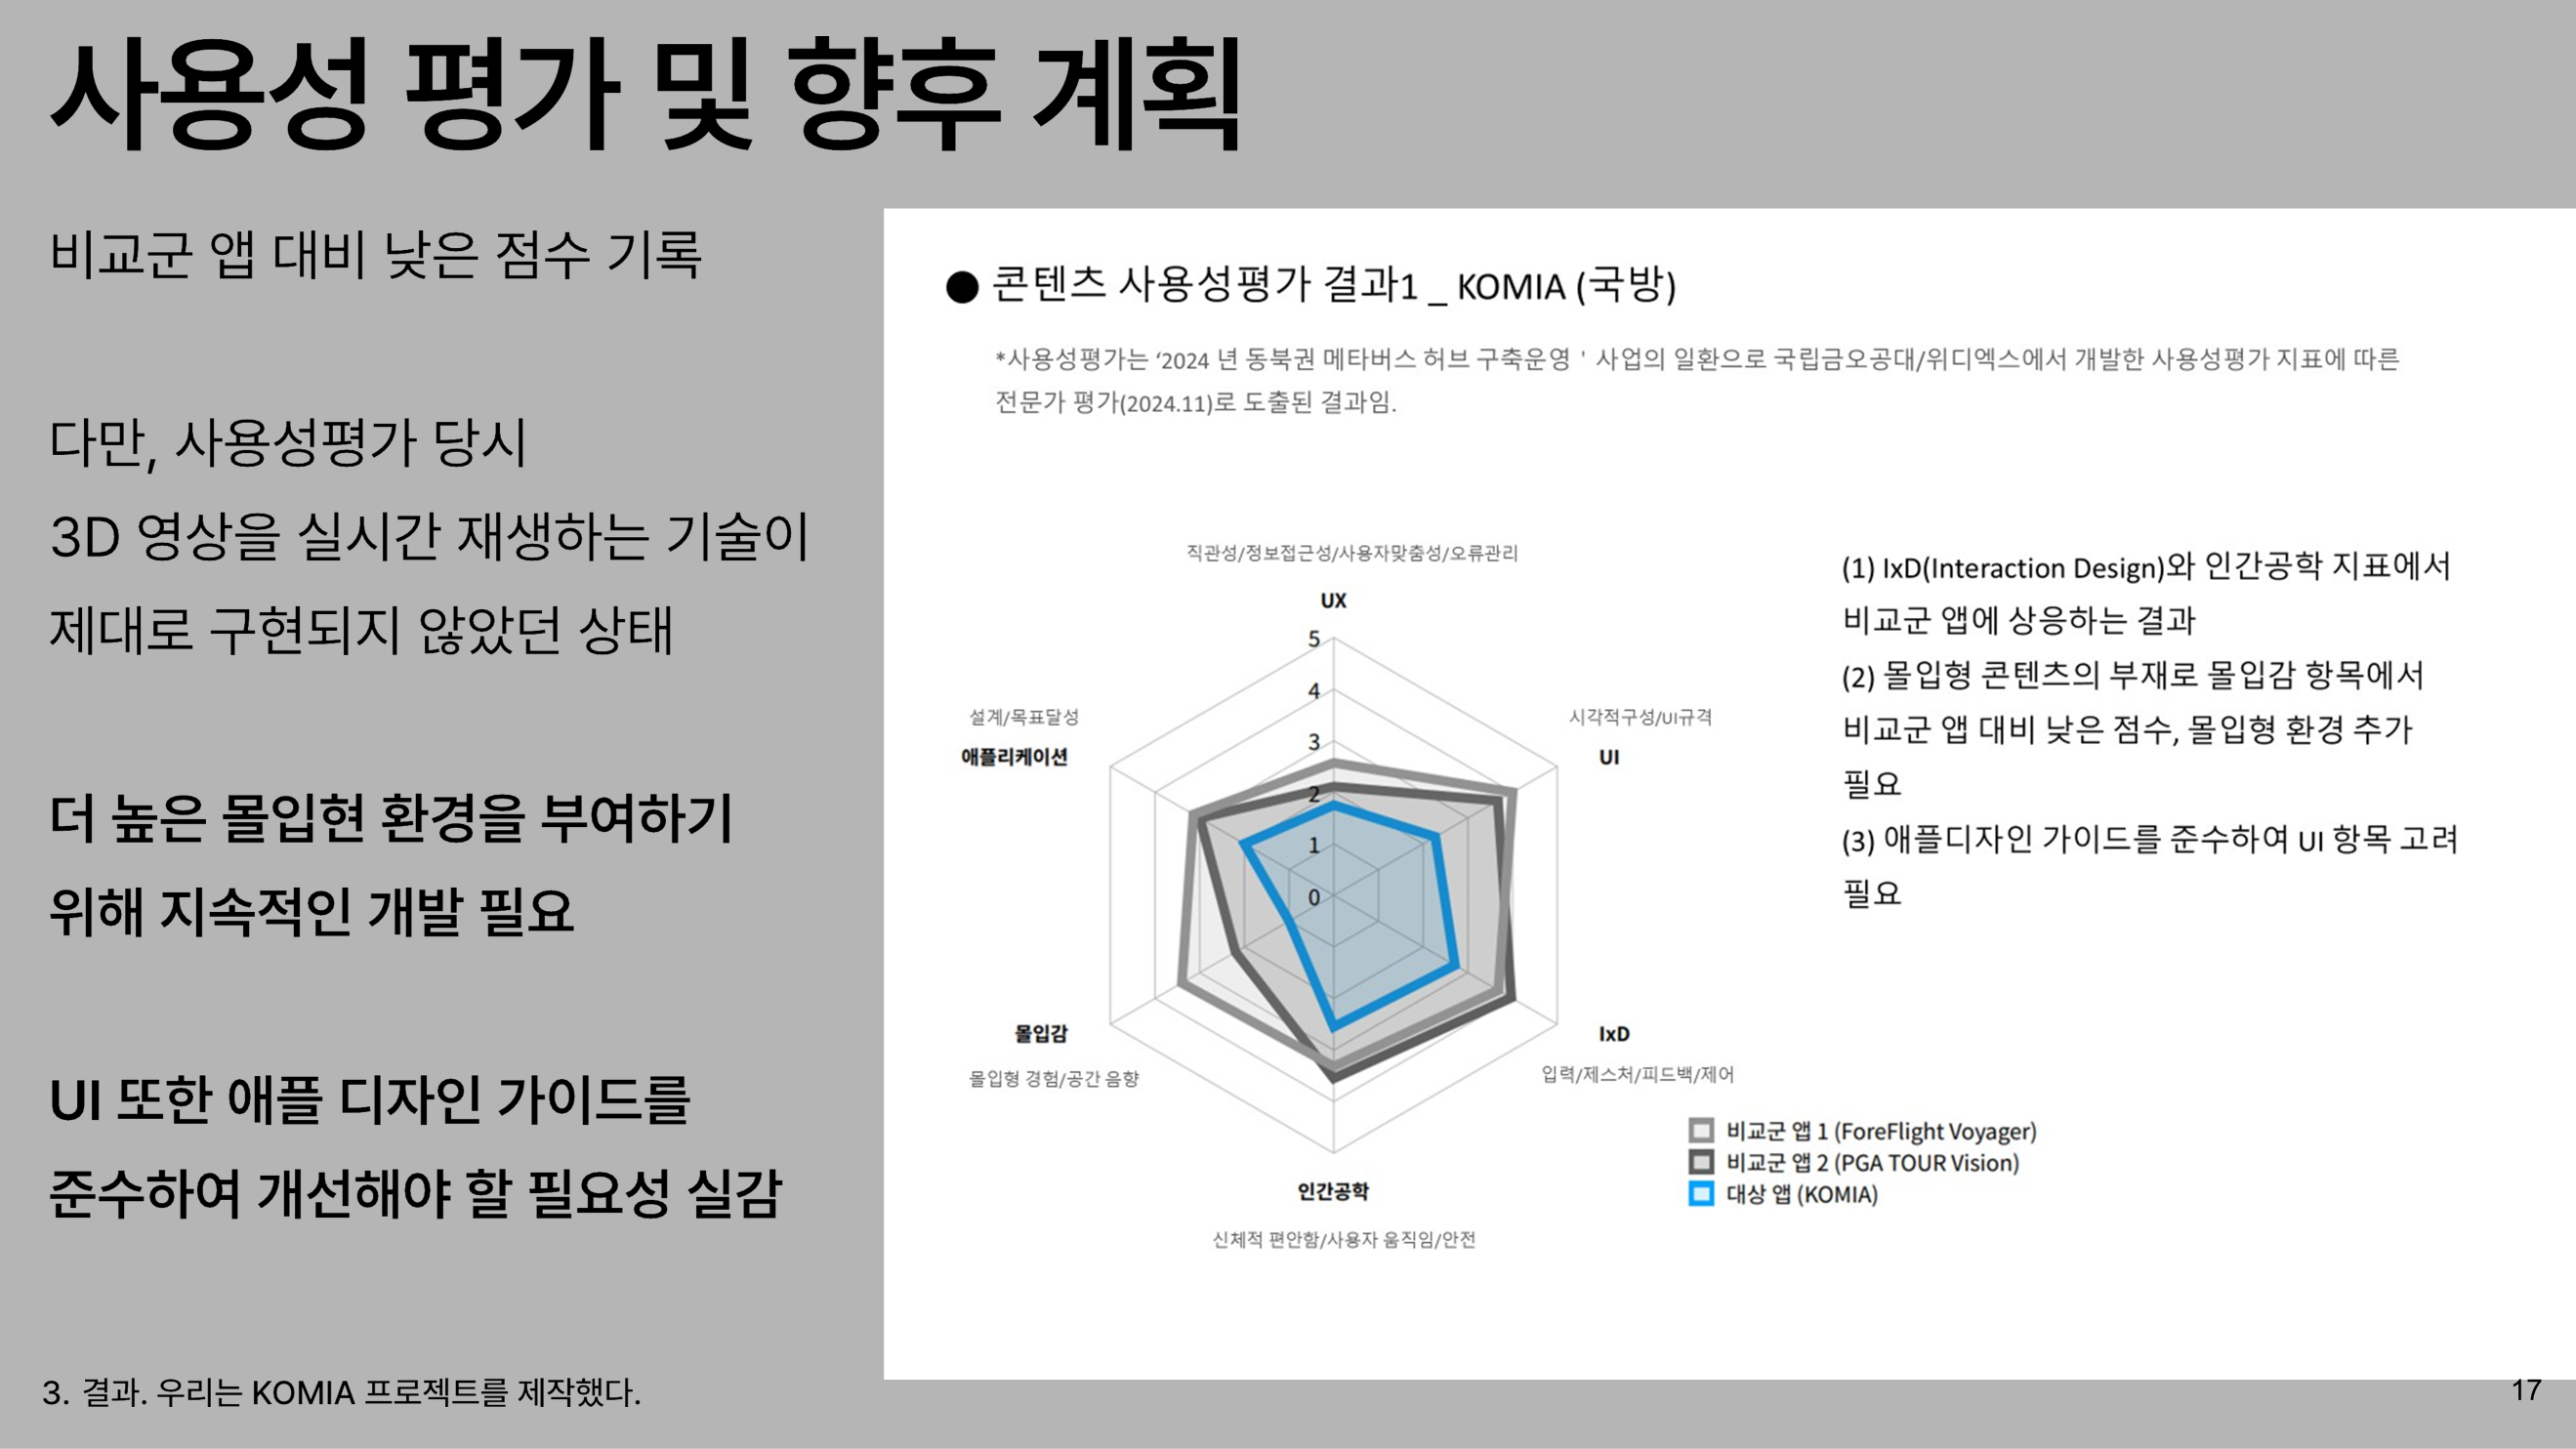 사용성 평가 및 향후 계획
비교군 앱 대비 낮은 점수 기록
다만, 사용성평가 당시
3D 영상을 실시간 재생하는 기술이
제대로 구현되지 않았던 상태
더 높은 몰입현 환경을 부여하기
위해 지속적인 개발 필요
UI 또한 애플 디자인 가이드를
준수하여 개선해야 할 필요성 실감
● 콘텐츠 사용성평가 결과1 _ KOMIA (국방)
*사용성평가는 ‘2024 년 동북권 메타버스 허브 구축운영 ' 사업의 일환으로 국립금오공대/위디엑스에서 개발한 사용성평가 지표에 따른
전문가 평가(2024.11)로 도출된 결과임.
직관성/정보접근성/사용자맞춤성/오류관리
UX
5
4
3
2
1
0
설계/목표달성
애플리케이션
시각적구성/UI규격
UI
몰입감
몰입형 경험/공간 음향
IxD
입력/제스처/피드백/제어
인간공학
신체적 편안함/사용자 움직임/안전
비교군 앱 1 (ForeFlight Voyager)
비교군 앱 2 (PGA TOUR Vision)
대상 앱 (KOMIA)
(1) IxD(Interaction Design)와 인간공학 지표에서
비교군 앱에 상응하는 결과
(2) 몰입형 콘텐츠의 부재로 몰입감 항목에서
비교군 앱 대비 낮은 점수, 몰입형 환경 추가
필요
(3) 애플디자인 가이드를 준수하여 UI 항목 고려
필요
3. 결과. 우리는 KOMIA 프로젝트를 제작했다.
17